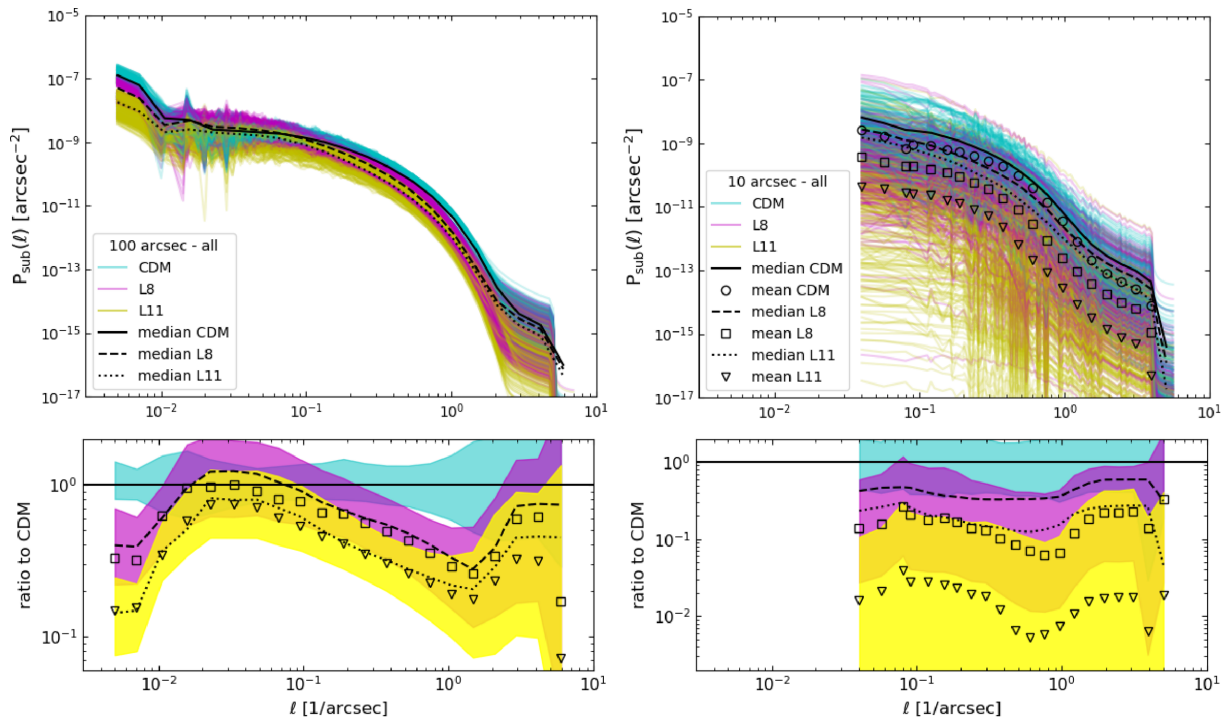 10⁻⁵
10⁻⁷
10⁻⁹
10⁻¹¹
10⁻¹³
10⁻¹⁵
10⁻¹⁷
P_sub(ℓ) [arcsec⁻²]
100 arcsec - all
CDM
L8
L11
median CDM
median L8
median L11
10⁻² 10⁻¹ 10⁰ 10¹
10⁰
10⁻¹
ratio to CDM
10⁻² 10⁻¹ 10⁰ 10¹
ℓ [1/arcsec]
10⁻⁵
10⁻⁷
10⁻⁹
10⁻¹¹
10⁻¹³
10⁻¹⁵
10⁻¹⁷
P_sub(ℓ) [arcsec⁻²]
10 arcsec - all
CDM
L8
L11
median CDM
mean CDM
median L8
mean L8
median L11
mean L11
10⁻² 10⁻¹ 10⁰ 10¹
10⁰
10⁻¹
10⁻²
ratio to CDM
10⁻² 10⁻¹ 10⁰ 10¹
ℓ [1/arcsec]